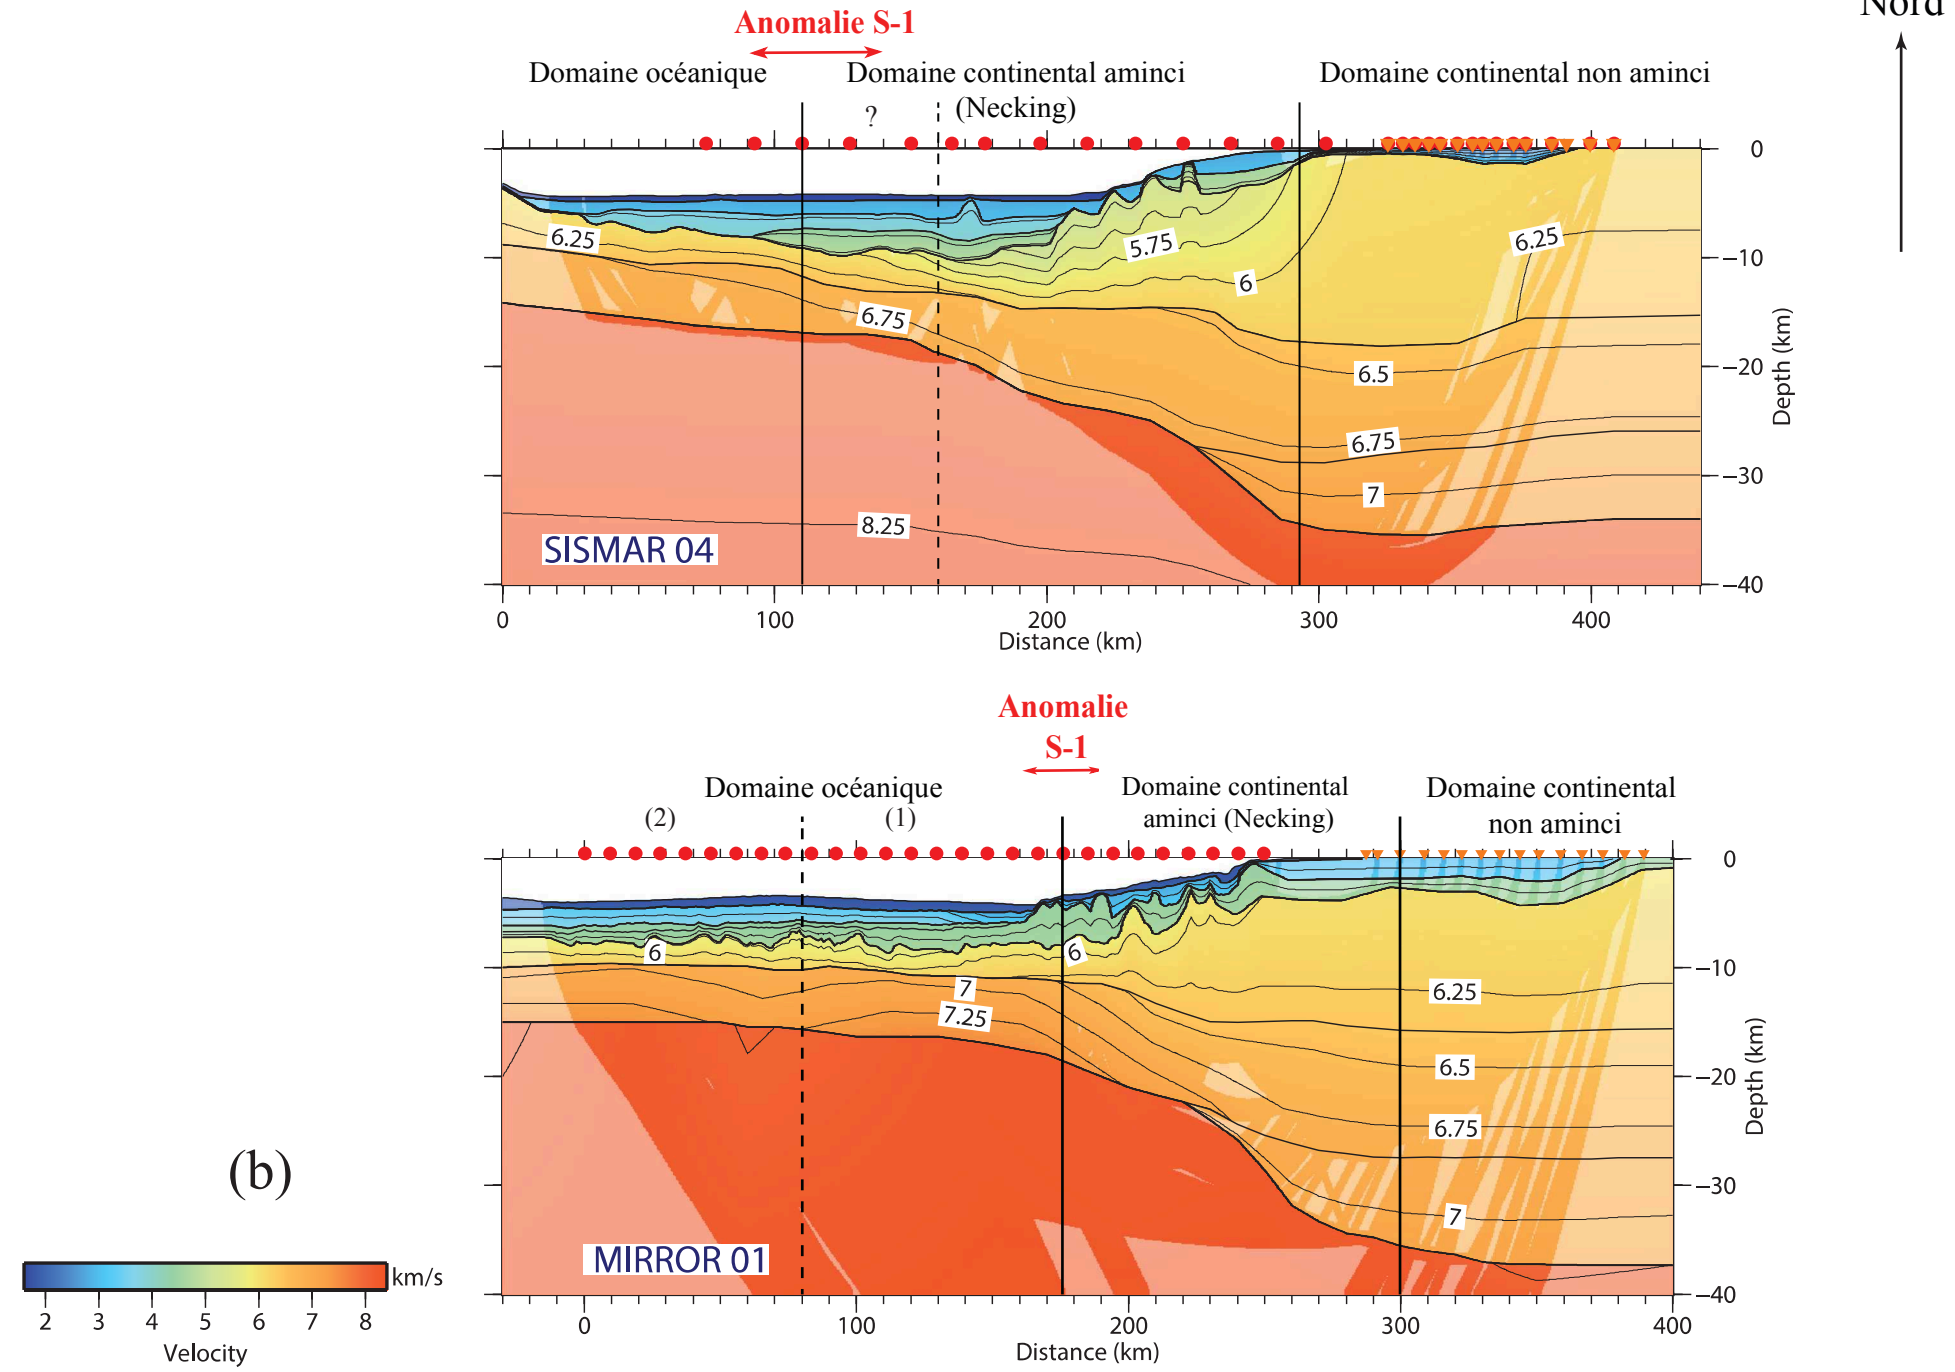 Nord
Anomalie S-1
Domaine océanique
Domaine continental aminci
(Necking)
Domaine continental non aminci
?
0
−10
−20
−30
−40
Depth (km)
6.25
5.75
6
6.25
6.75
6.5
6.75
7
8.25
SISMAR 04
0 100 200 300 400
Distance (km)
Anomalie
S-1
Domaine océanique
(2) (1)
Domaine continental
aminci (Necking)
Domaine continental
non aminci
0
−10
−20
−30
−40
Depth (km)
6
6
7
7.25
6.25
6.5
6.75
7
MIRROR 01
0 100 200 300 400
Distance (km)
(b)
km/s
2 3 4 5 6 7 8
Velocity